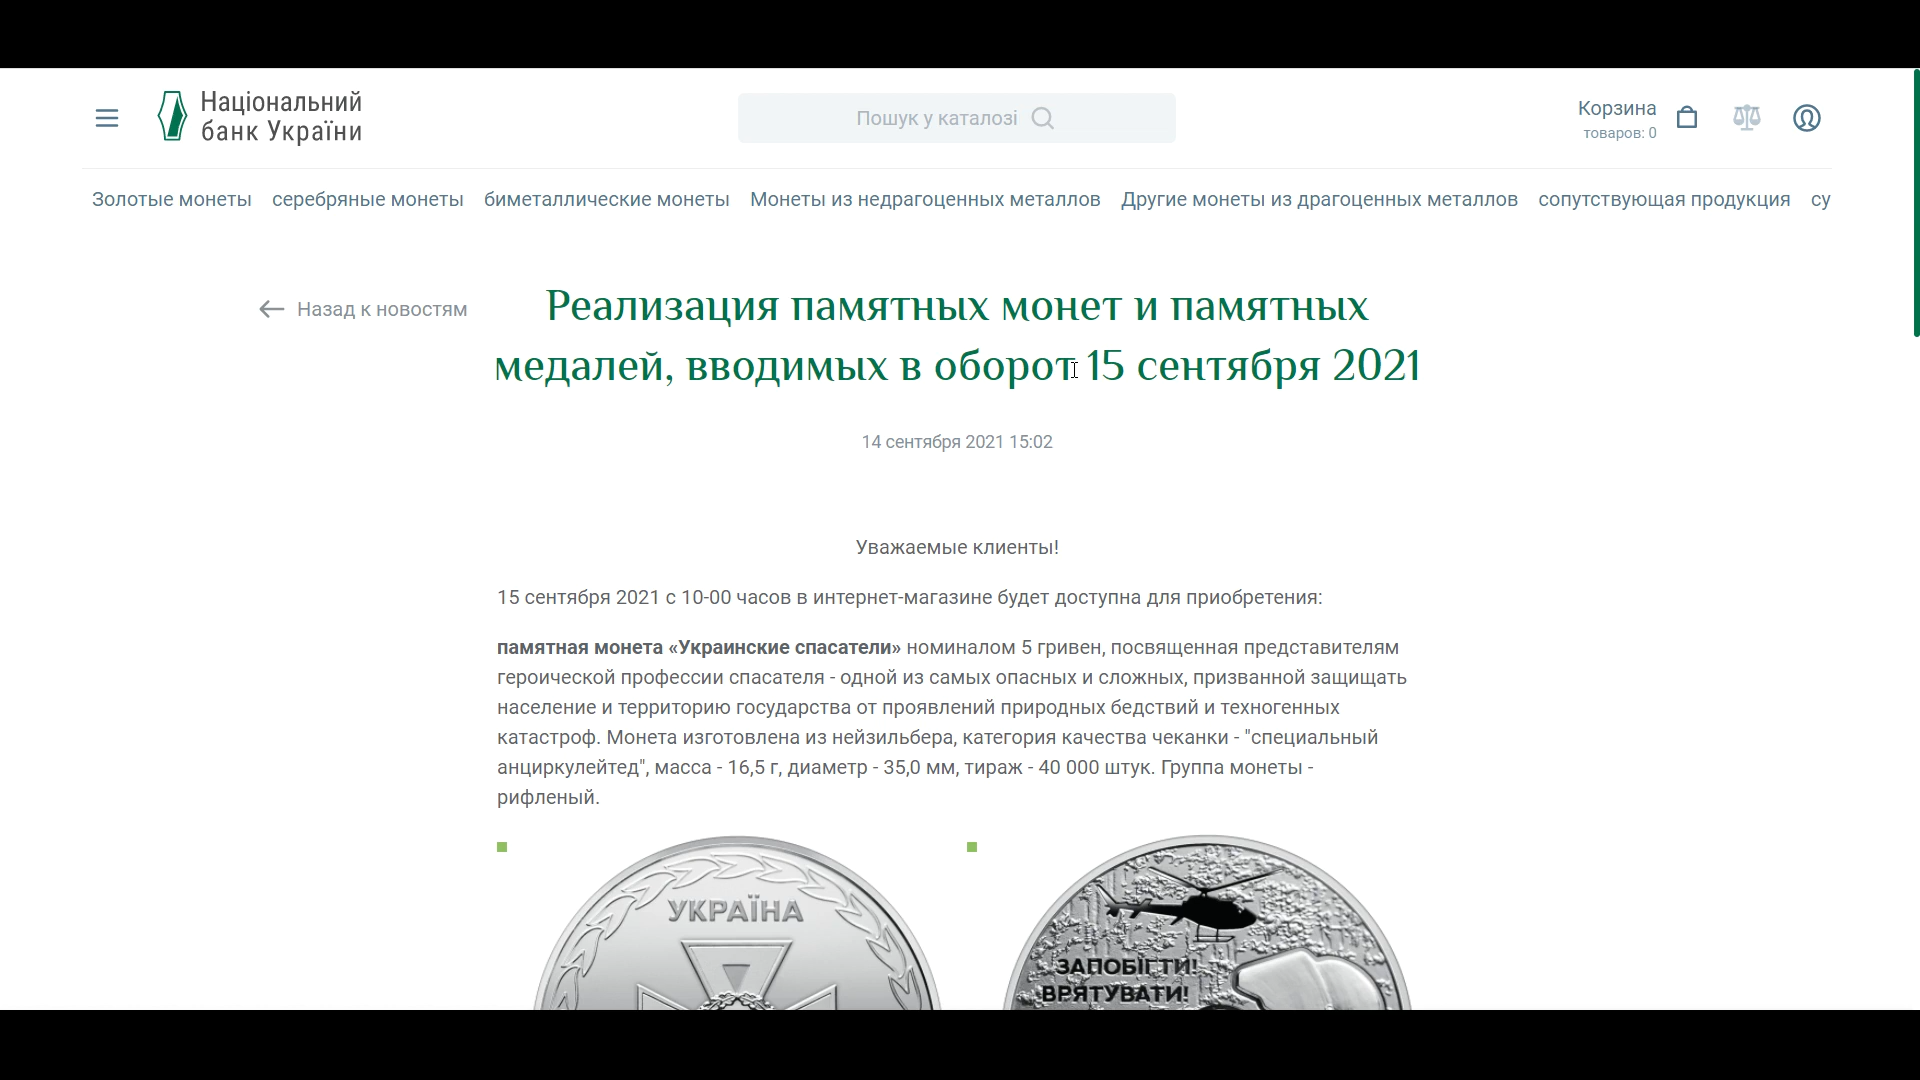 Національний
банк України
Пошук у каталозі
Корзина
товаров: 0
Золотые монеты серебряные монеты биметаллические монеты Монеты из недрагоценных металлов Другие монеты из драгоценных металлов сопутствующая продукция су
Назад к новостям
Реализация памятных монет и памятных
медалей, вводимых в оборот 15 сентября 2021
14 сентября 2021 15:02
Уважаемые клиенты!
15 сентября 2021 с 10-00 часов в интернет-магазине будет доступна для приобретения:
памятная монета «Украинские спасатели» номиналом 5 гривен, посвященная представителям
героической профессии спасателя - одной из самых опасных и сложных, призванной защищать
население и территорию государства от проявлений природных бедствий и техногенных
катастроф. Монета изготовлена из нейзильбера, категория качества чеканки - "специальный
анциркулейтед", масса - 16,5 г, диаметр - 35,0 мм, тираж - 40 000 штук. Группа монеты -
рифленый.
УКРАЇНА
ЗАПОБІГТИ!
ВРЯТУВАТИ!